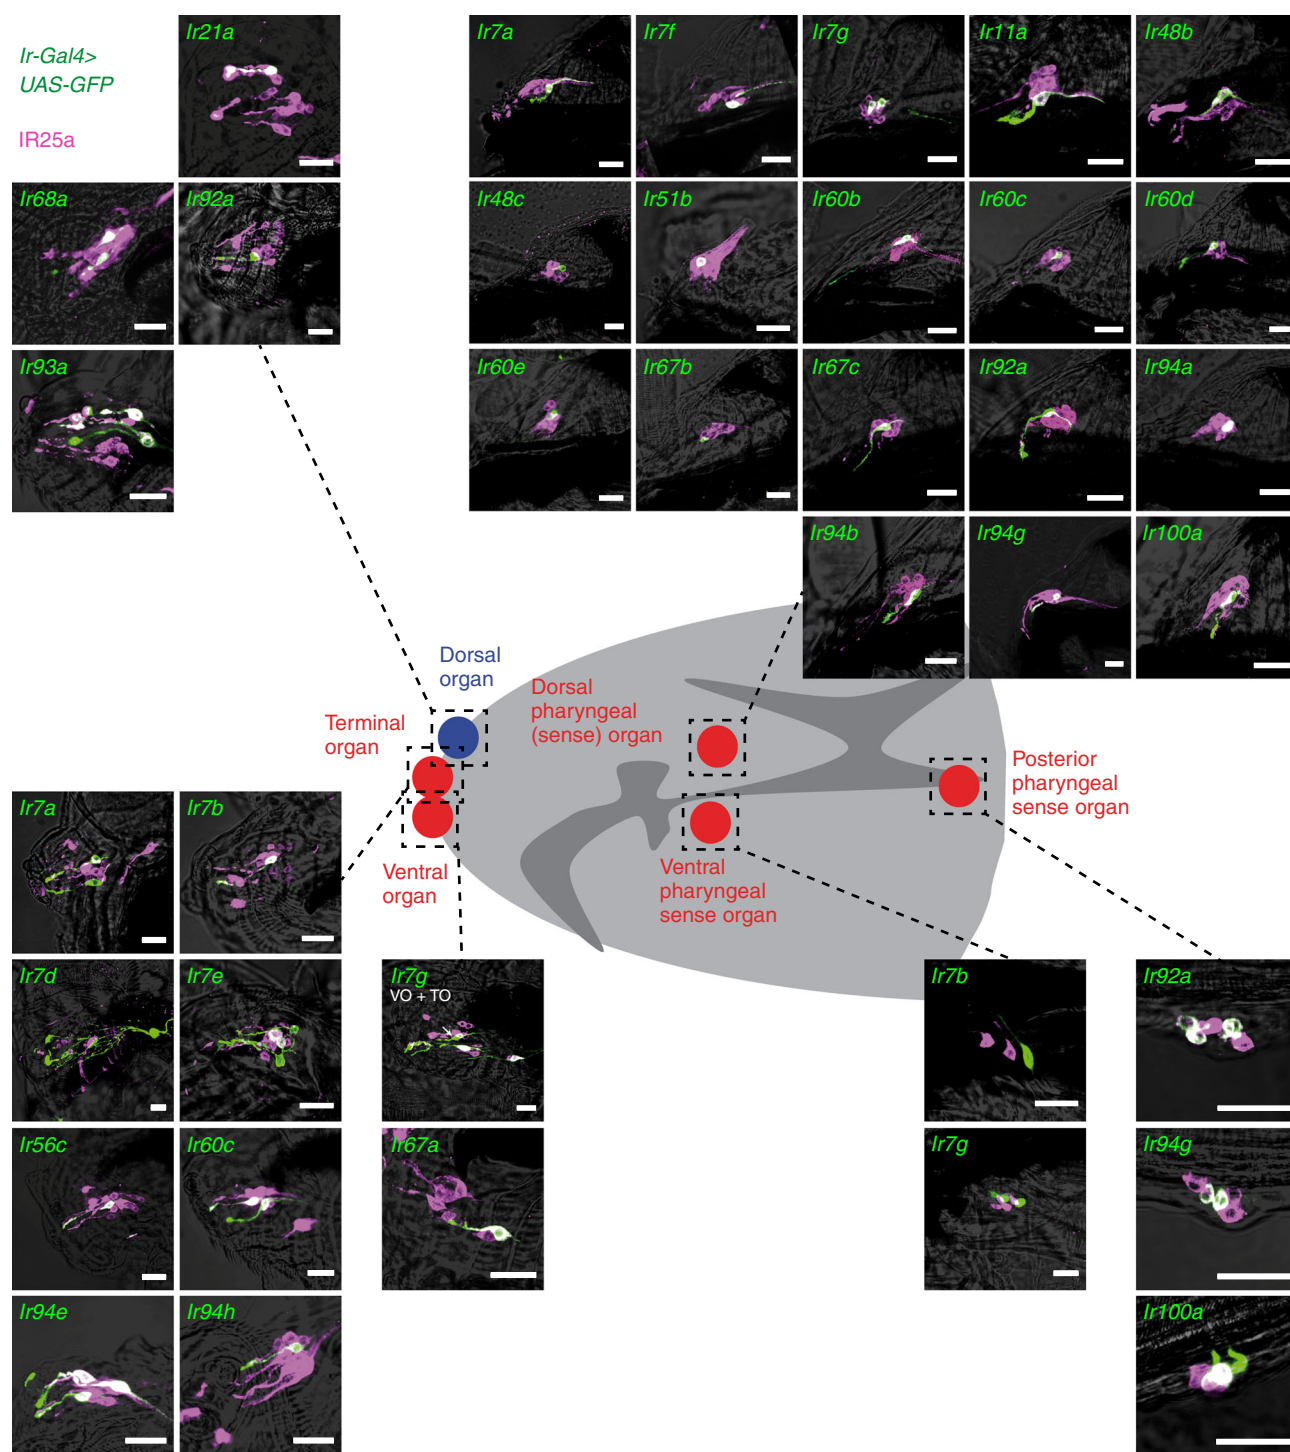 Ir-Gal4>
UAS-GFP
IR25a
Ir21a
Ir68a
Ir92a
Ir93a
Ir7a
Ir7f
Ir7g
Ir11a
Ir48b
Ir48c
Ir51b
Ir60b
Ir60c
Ir60d
Ir60e
Ir67b
Ir67c
Ir92a
Ir94a
Ir94b
Ir94g
Ir100a
Dorsal
organ
Terminal
organ
Dorsal
pharyngeal
(sense) organ
Posterior
pharyngeal
sense organ
Ventral
organ
Ventral
pharyngeal
sense organ
Ir7a
Ir7b
Ir7d
Ir7e
Ir56c
Ir60c
Ir94e
Ir94h
Ir7g
VO + TO
Ir67a
Ir7b
Ir7g
Ir92a
Ir94g
Ir100a